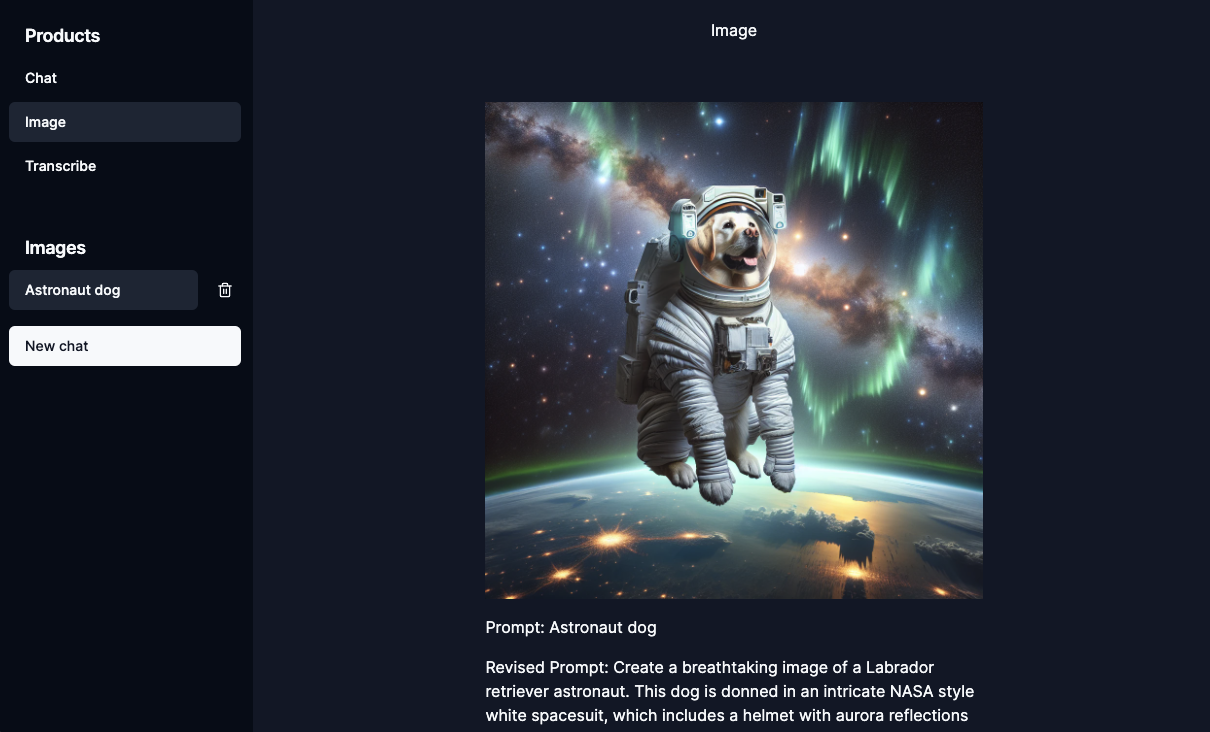 Products
Chat
Image
Transcribe
Images
Astronaut dog
New chat
Image
Prompt: Astronaut dog
Revised Prompt: Create a breathtaking image of a Labrador
retriever astronaut. This dog is donned in an intricate NASA style
white spacesuit, which includes a helmet with aurora reflections